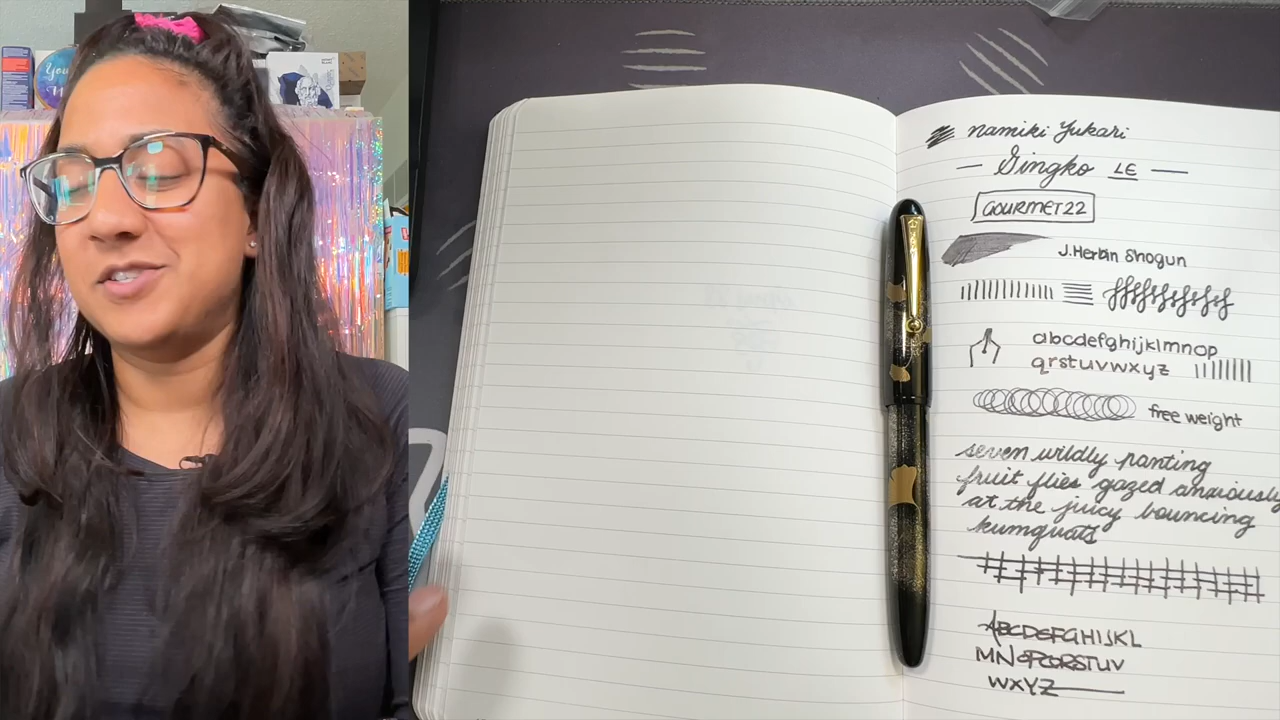 Namiki Yukari
— Gingko LE —
GOURMET22
J.Herbin Shogun
abcdefghijklmnop
qrstuvwxyz
free weight
seven wildly panting
fruit flies gazed anxiously
at the juicy bouncing
kumquats
ABCDEFGHIJKL
MNOPQRSTUV
WXYZ